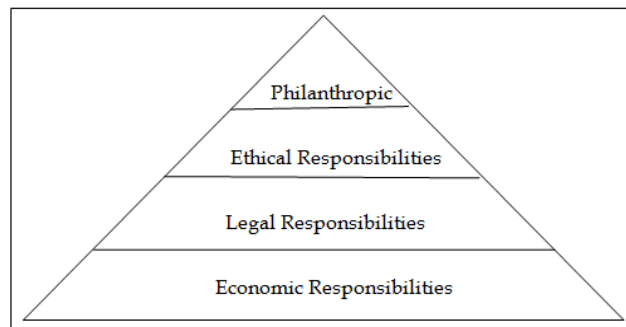 Philanthropic
Ethical Responsibilities
Legal Responsibilities
Economic Responsibilities